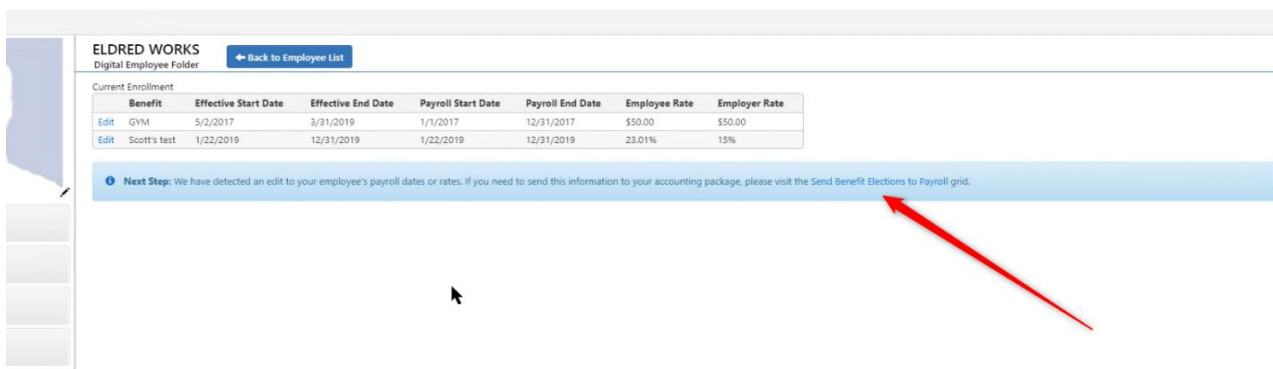 ELDRED WORKS
Digital Employee Folder
Back to Employee List
Current Enrollment
Benefit Effective Start Date Effective End Date Payroll Start Date Payroll End Date Employee Rate Employer Rate
Edit GYM 5/2/2017 3/31/2019 1/1/2017 12/31/2017 $50.00 $50.00
Edit Scott's test 1/22/2019 12/31/2019 1/22/2019 12/31/2019 23.01% 15%
Next Step: We have detected an edit to your employee's payroll dates or rates. If you need to send this information to your accounting package, please visit the Send Benefit Elections to Payroll grid.